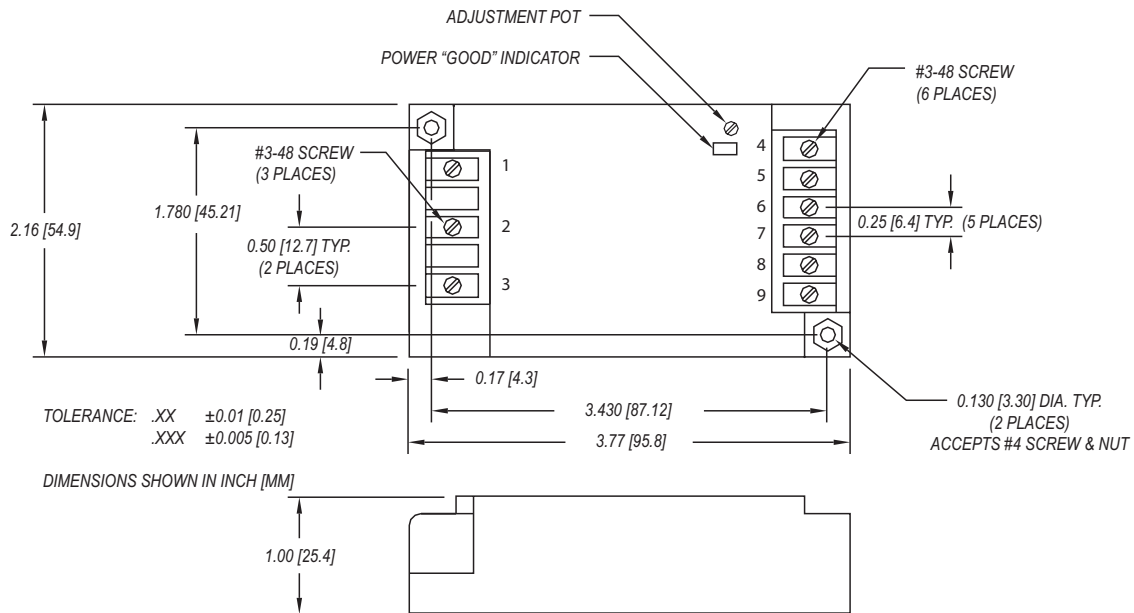 ADJUSTMENT POT
POWER “GOOD” INDICATOR
#3-48 SCREW
(6 PLACES)
#3-48 SCREW
(3 PLACES)
1
2
3
4
5
6
7
8
9
2.16 [54.9]
1.780 [45.21]
0.50 [12.7] TYP.
(2 PLACES)
0.25 [6.4] TYP. (5 PLACES)
0.19 [4.8]
0.17 [4.3]
3.430 [87.12]
3.77 [95.8]
0.130 [3.30] DIA. TYP.
(2 PLACES)
ACCEPTS #4 SCREW & NUT
TOLERANCE: .XX ±0.01 [0.25]
.XXX ±0.005 [0.13]
DIMENSIONS SHOWN IN INCH [MM]
1.00 [25.4]